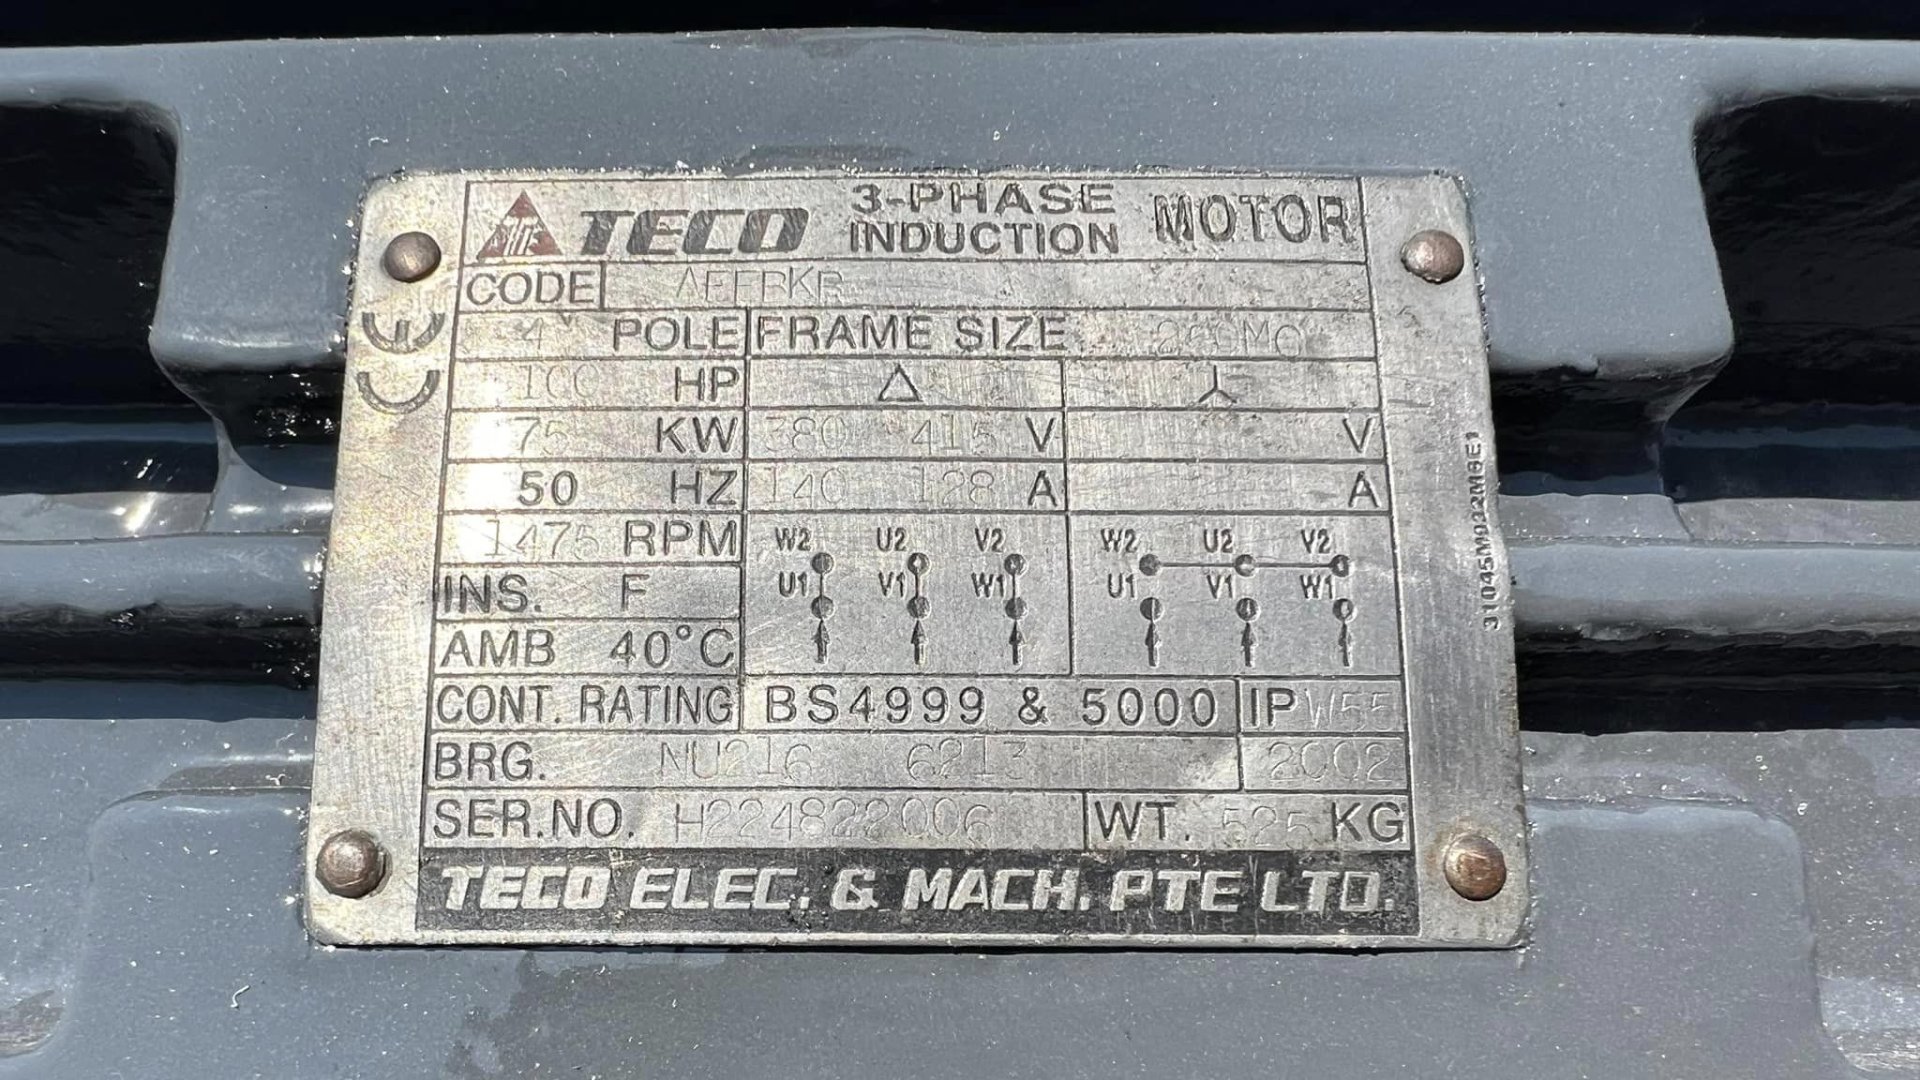 TECO 3-PHASE INDUCTION MOTOR
CE
CODE
4 POLE FRAME SIZE
100 HP
75 KW 380 415 V V
50 HZ 140 128 A A
1475 RPM W2 U2 V2 W2 U2 V2
U1 V1 W1 U1 V1 W1
INS. F
AMB 40°C
CONT. RATING BS4999 & 5000 IP W55
BRG. NU216 6213 2002
SER.NO. H224822006 WT. 525 KG
TECO ELEC. & MACH. PTE LTD.
31045M032M6E1